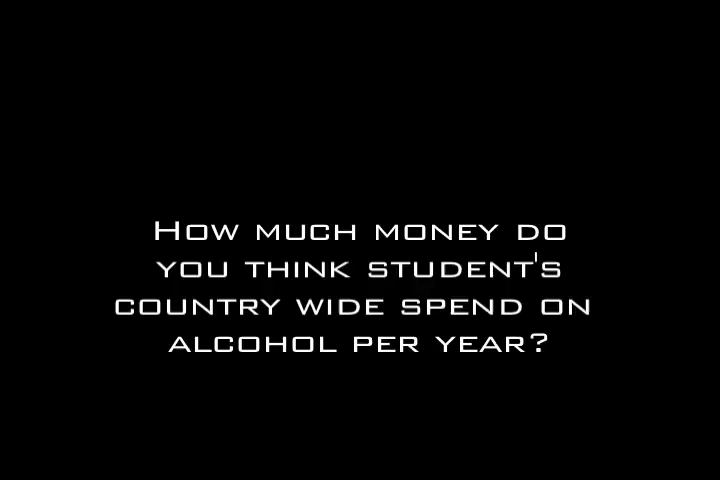 How much money do
you think student's
country wide spend on
alcohol per year?